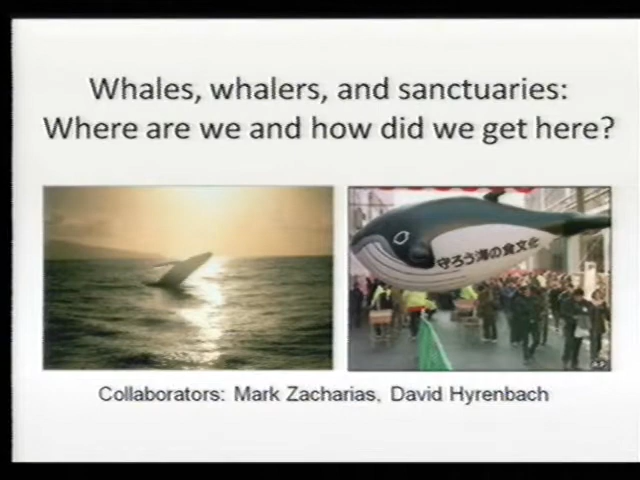 Whales, whalers, and sanctuaries:
Where are we and how did we get here?
守ろう海の食文化
Collaborators: Mark Zacharias, David Hyrenbach